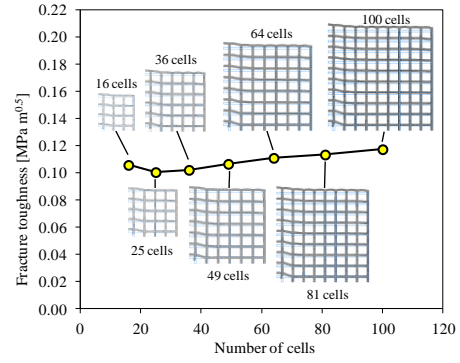 0.22
0.20
0.18
0.16
0.14
0.12
0.10
0.08
0.06
0.04
0.02
0.00
Fracture toughness [MPa m^0.5]
16 cells
36 cells
64 cells
100 cells
25 cells
49 cells
81 cells
0 20 40 60 80 100 120
Number of cells